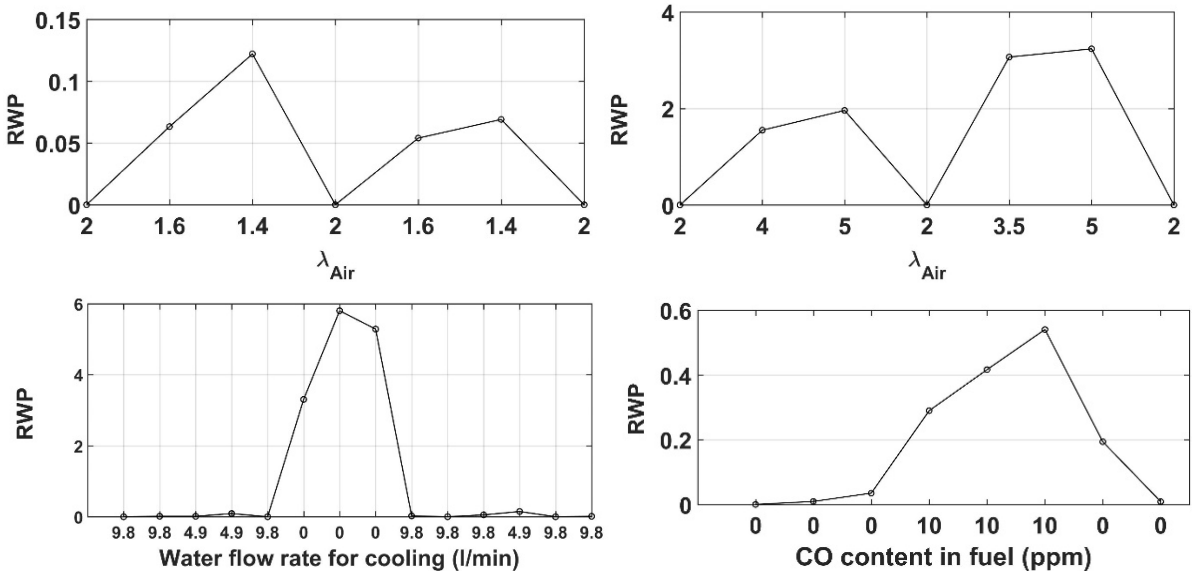 0.15
0.1
0.05
0
RWP
2 1.6 1.4 2 1.6 1.4 2
λAir
4
2
0
RWP
2 4 5 2 3.5 5 2
λAir
6
4
2
0
RWP
9.8 9.8 4.9 4.9 9.8 0 0 0 9.8 9.8 9.8 4.9 9.8 9.8
Water flow rate for cooling (l/min)
0.6
0.4
0.2
0
RWP
0 0 0 10 10 10 0 0
CO content in fuel (ppm)